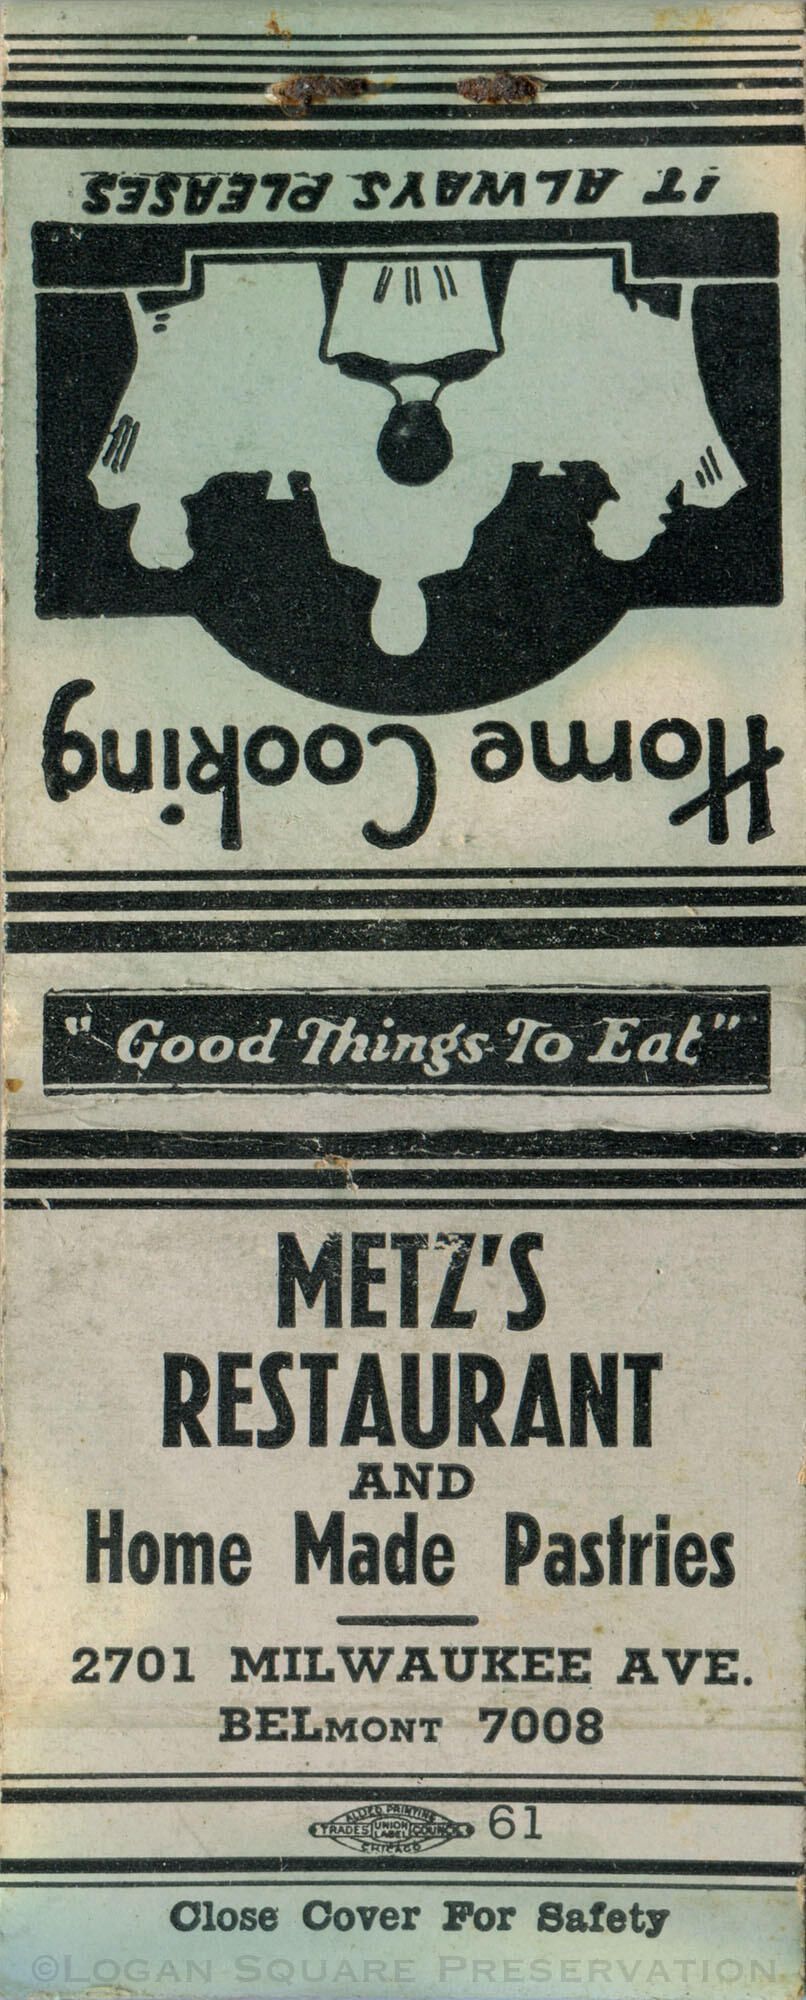 IT ALWAYS PLEASES
Home Cooking
"Good Things To Eat"
METZ'S
RESTAURANT
AND
Home Made Pastries
2701 MILWAUKEE AVE.
BELMONT 7008
ALLIED PRINTING
TRADES UNION LABEL COUNCIL
CHICAGO
61
Close Cover For Safety
©LOGAN SQUARE PRESERVATION